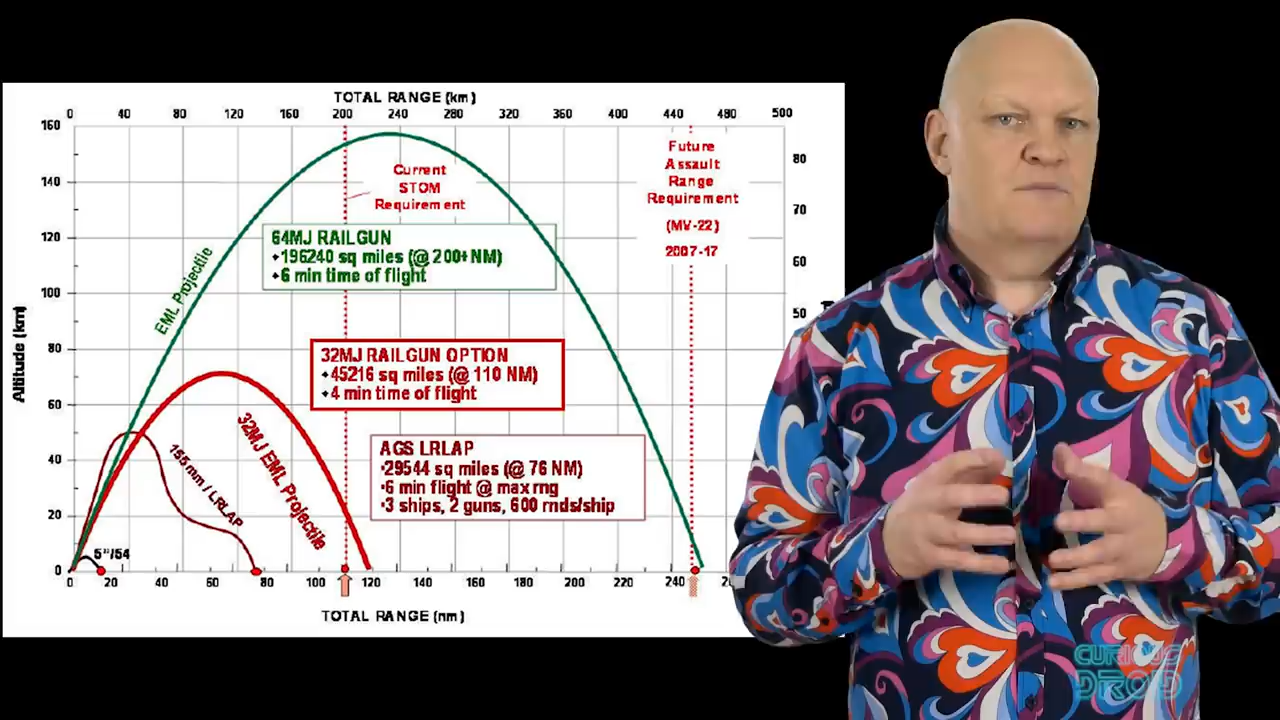 TOTAL RANGE (km)
0 40 80 120 160 200 240 280 320 360 400 440 480 500
160
140
120
100
80
60
40
20
0
80
70
60
50
Altitude (km)
Future
Assault
Range
Requirement
(MV-22)
2007-17
Current
STOM
Requirement
64MJ RAILGUN
196240 sq miles (@ 200+NM)
6 min time of flight
EML Projectile
32MJ RAILGUN OPTION
45216 sq miles (@ 110 NM)
4 min time of flight
32MJ EML Projectile
155 mm / LRLAP
AGS LRLAP
•29544 sq miles (@ 76 NM)
•6 min flight @ max rng
•3 ships, 2 guns, 600 rnds/ship
5"/54
0 20 40 60 80 100 120 140 160 180 200 220 240
TOTAL RANGE (nm)
CURIOUS
DROID